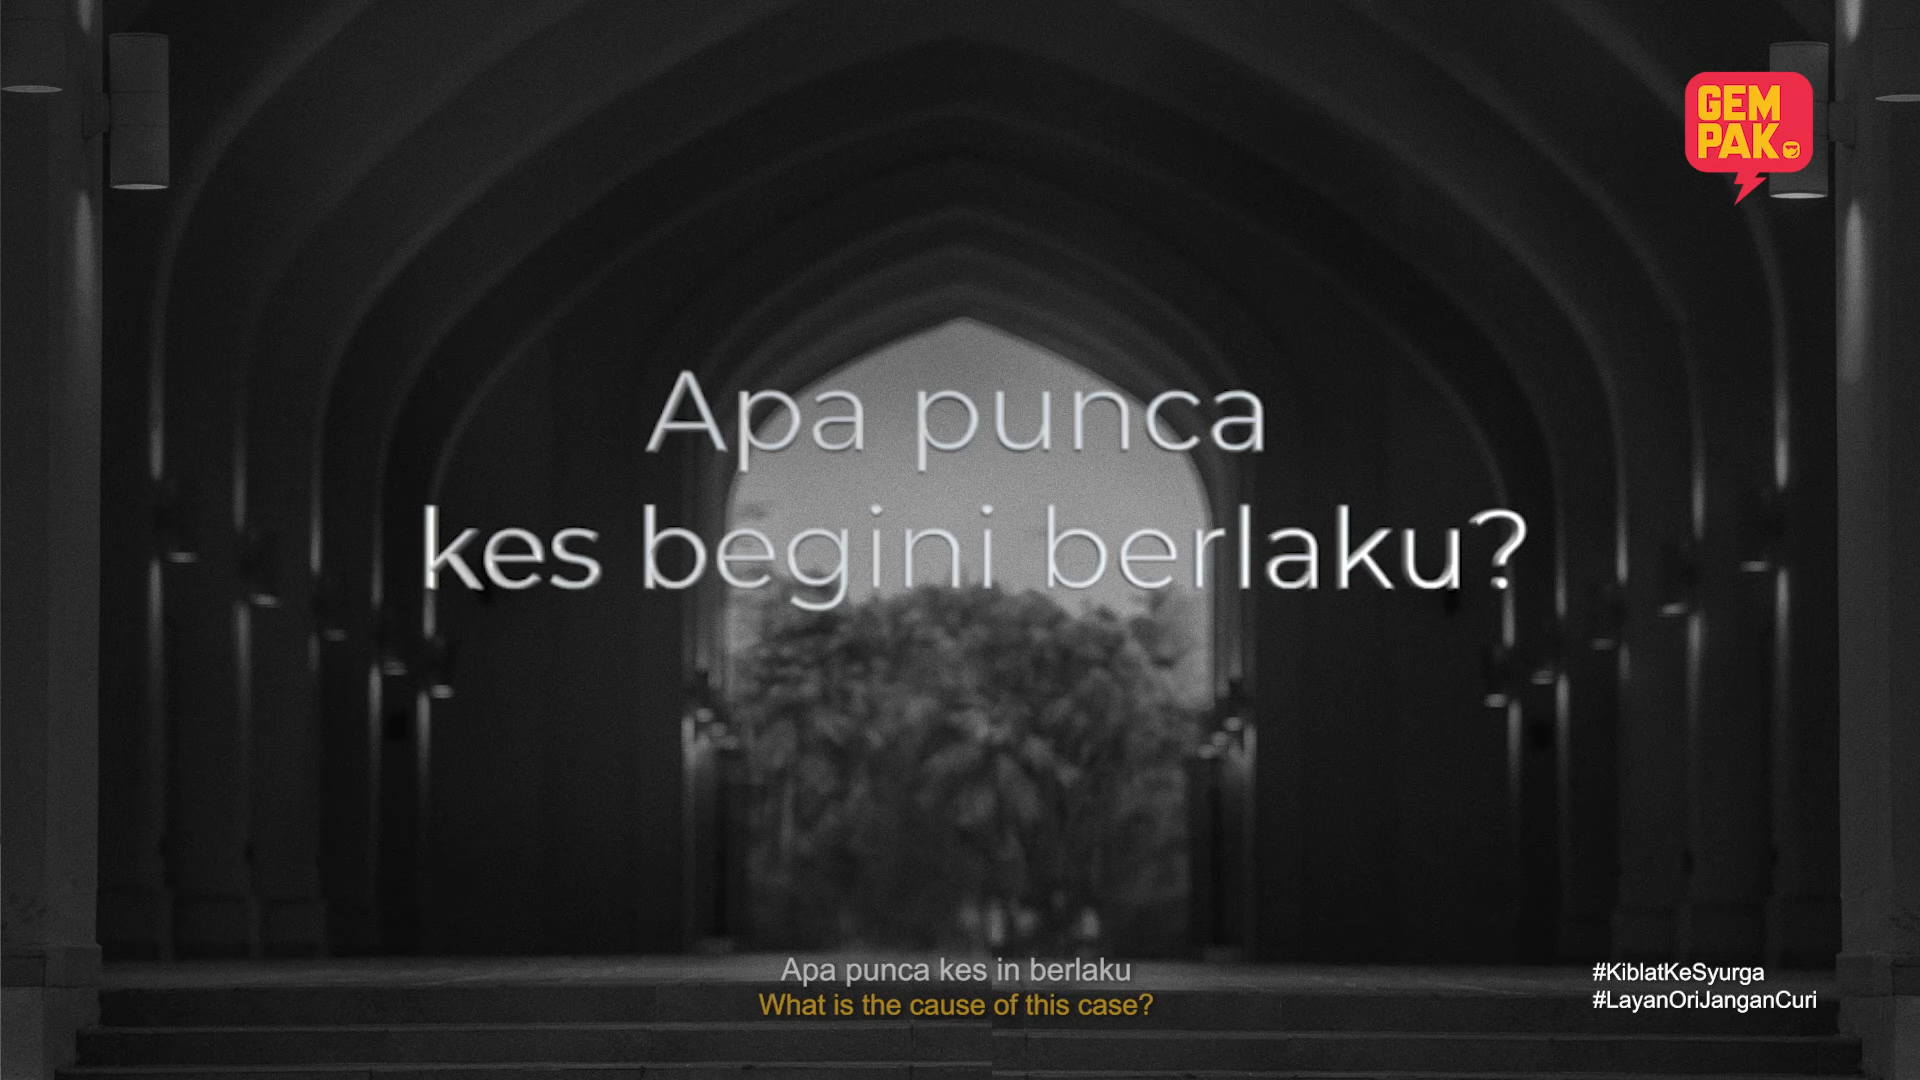 GEM
PAK
Apa punca
kes begini berlaku?
Apa punca kes in berlaku
What is the cause of this case?
#KiblatKeSyurga
#LayanOriJanganCuri